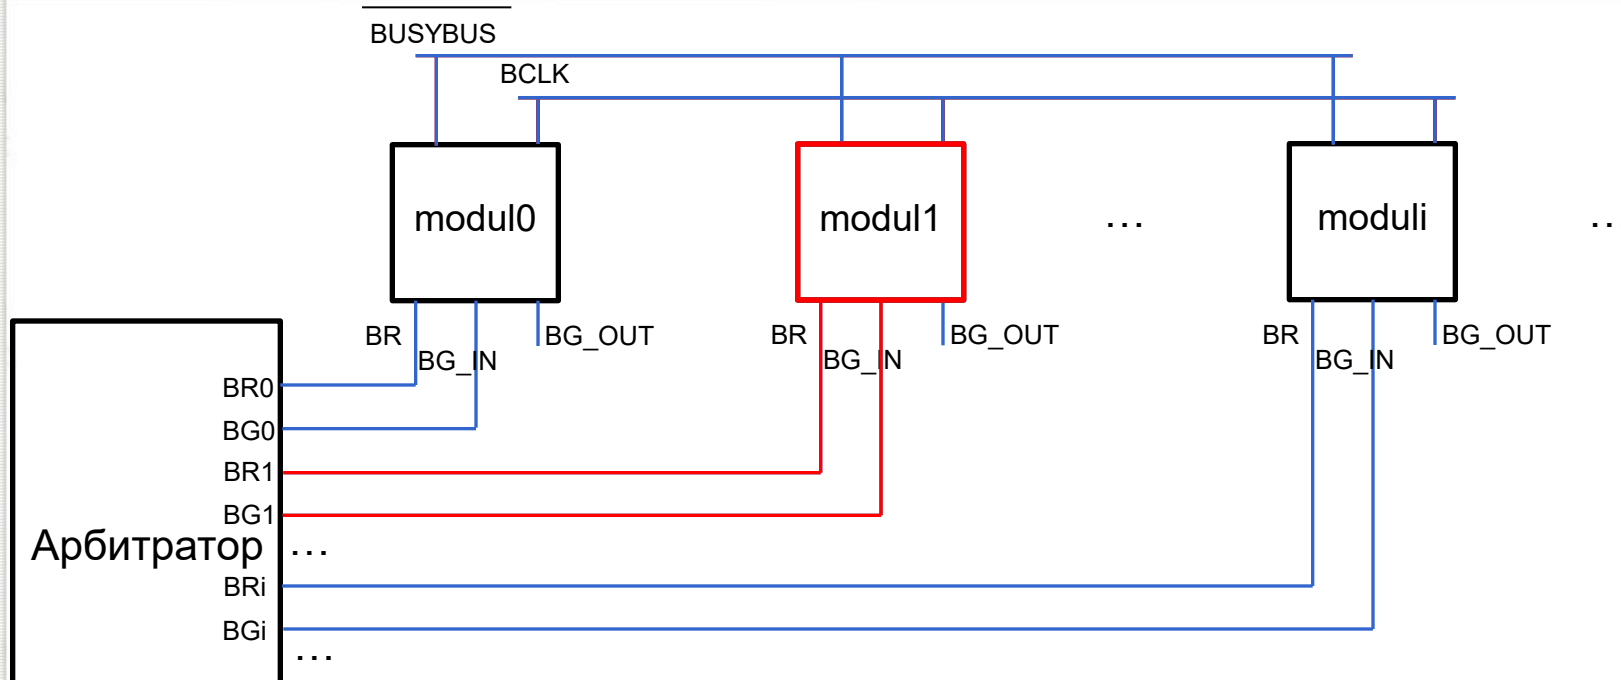 BUSYBUS
BCLK
modul0
modul1
...
moduli
..
BR
BG_IN
BG_OUT
BR
BG_IN
BG_OUT
BR
BG_IN
BG_OUT
BR0
BG0
BR1
BG1
Арбитратор
...
BRi
BGi
...